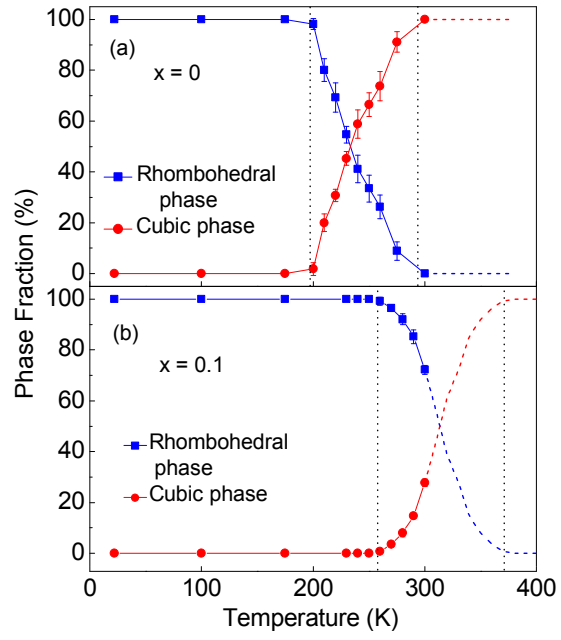 100
80
60
40
20
0
(a)
x = 0
Rhombohedral
phase
Cubic phase
Phase Fraction (%)
100
80
60
40
20
0
(b)
x = 0.1
Rhombohedral
phase
Cubic phase
0 100 200 300 400
Temperature (K)